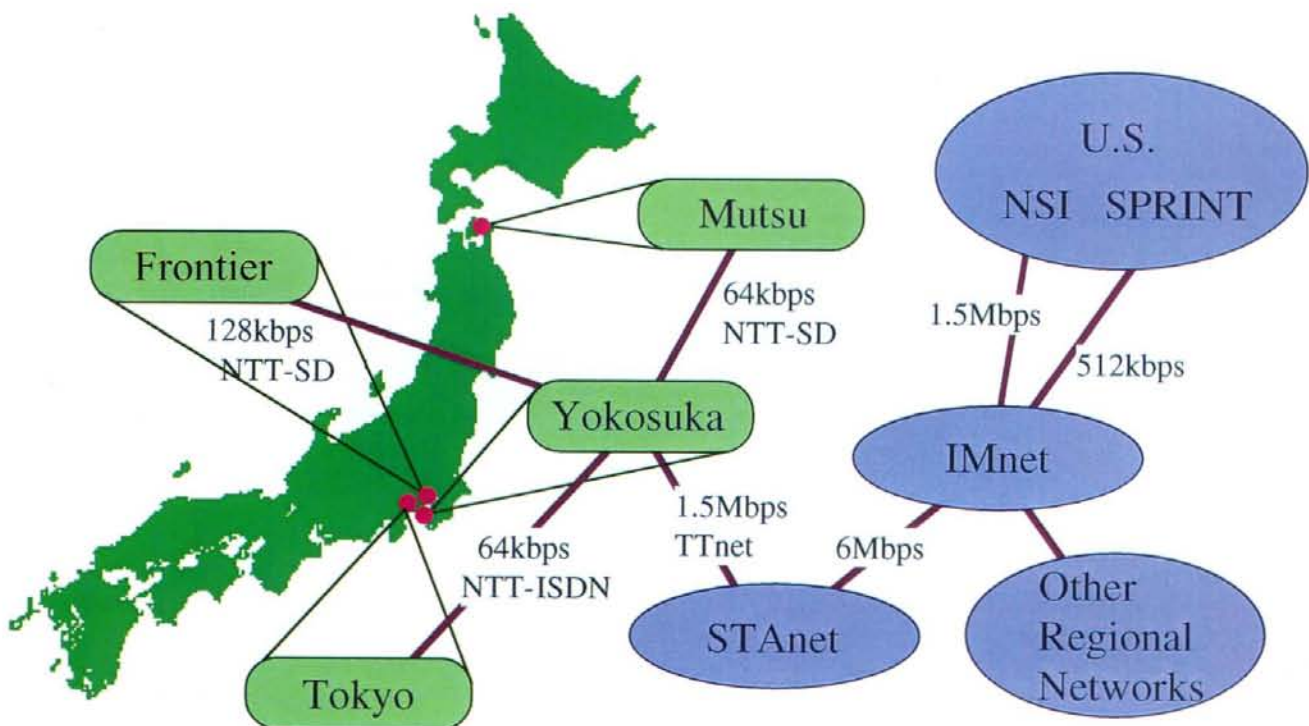 U.S.
NSI SPRINT
Mutsu
Frontier
128kbps
NTT-SD
64kbps
NTT-SD
1.5Mbps
512kbps
Yokosuka
IMnet
1.5Mbps
TTnet
6Mbps
64kbps
NTT-ISDN
STAnet
Other
Regional
Networks
Tokyo